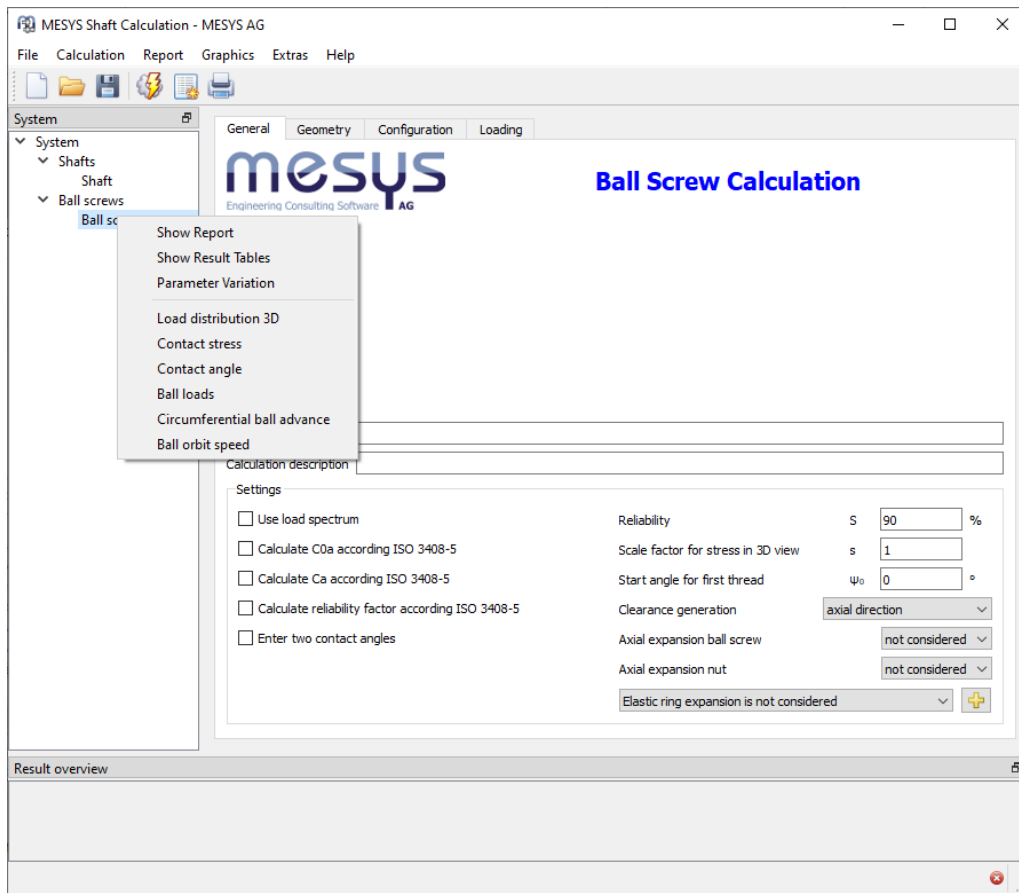 MESYS Shaft Calculation - MESYS AG
File Calculation Report Graphics Extras Help
System
System
Shafts
Shaft
Ball screws
Ball sc
Show Report
Show Result Tables
Parameter Variation
Load distribution 3D
Contact stress
Contact angle
Ball loads
Circumferential ball advance
Ball orbit speed
General Geometry Configuration Loading
mesys
Engineering Consulting Software AG
Ball Screw Calculation
Calculation description
Settings
Use load spectrum
Calculate C0a according ISO 3408-5
Calculate Ca according ISO 3408-5
Calculate reliability factor according ISO 3408-5
Enter two contact angles
Reliability S 90 %
Scale factor for stress in 3D view s 1
Start angle for first thread ψ₀ 0 °
Clearance generation axial direction
Axial expansion ball screw not considered
Axial expansion nut not considered
Elastic ring expansion is not considered
Result overview